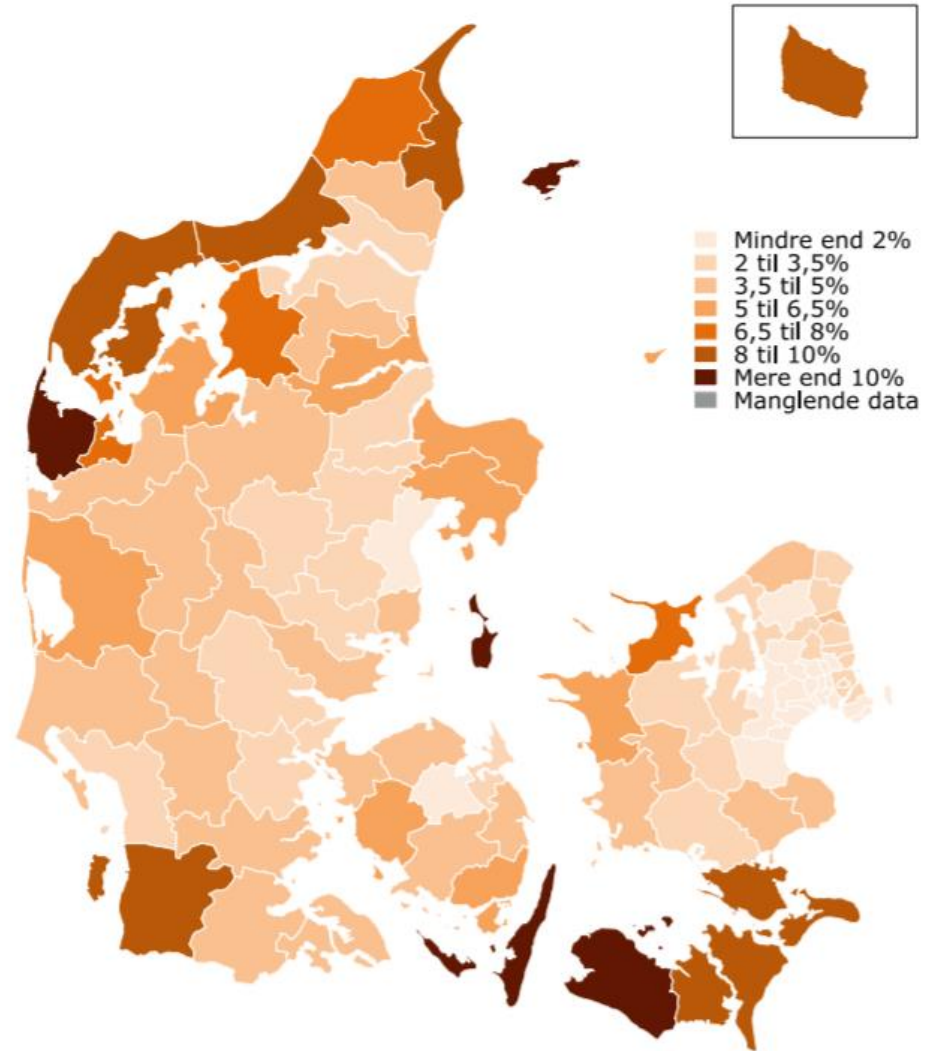 Mindre end 2%
2 til 3,5%
3,5 til 5%
5 til 6,5%
6,5 til 8%
8 til 10%
Mere end 10%
Manglende data